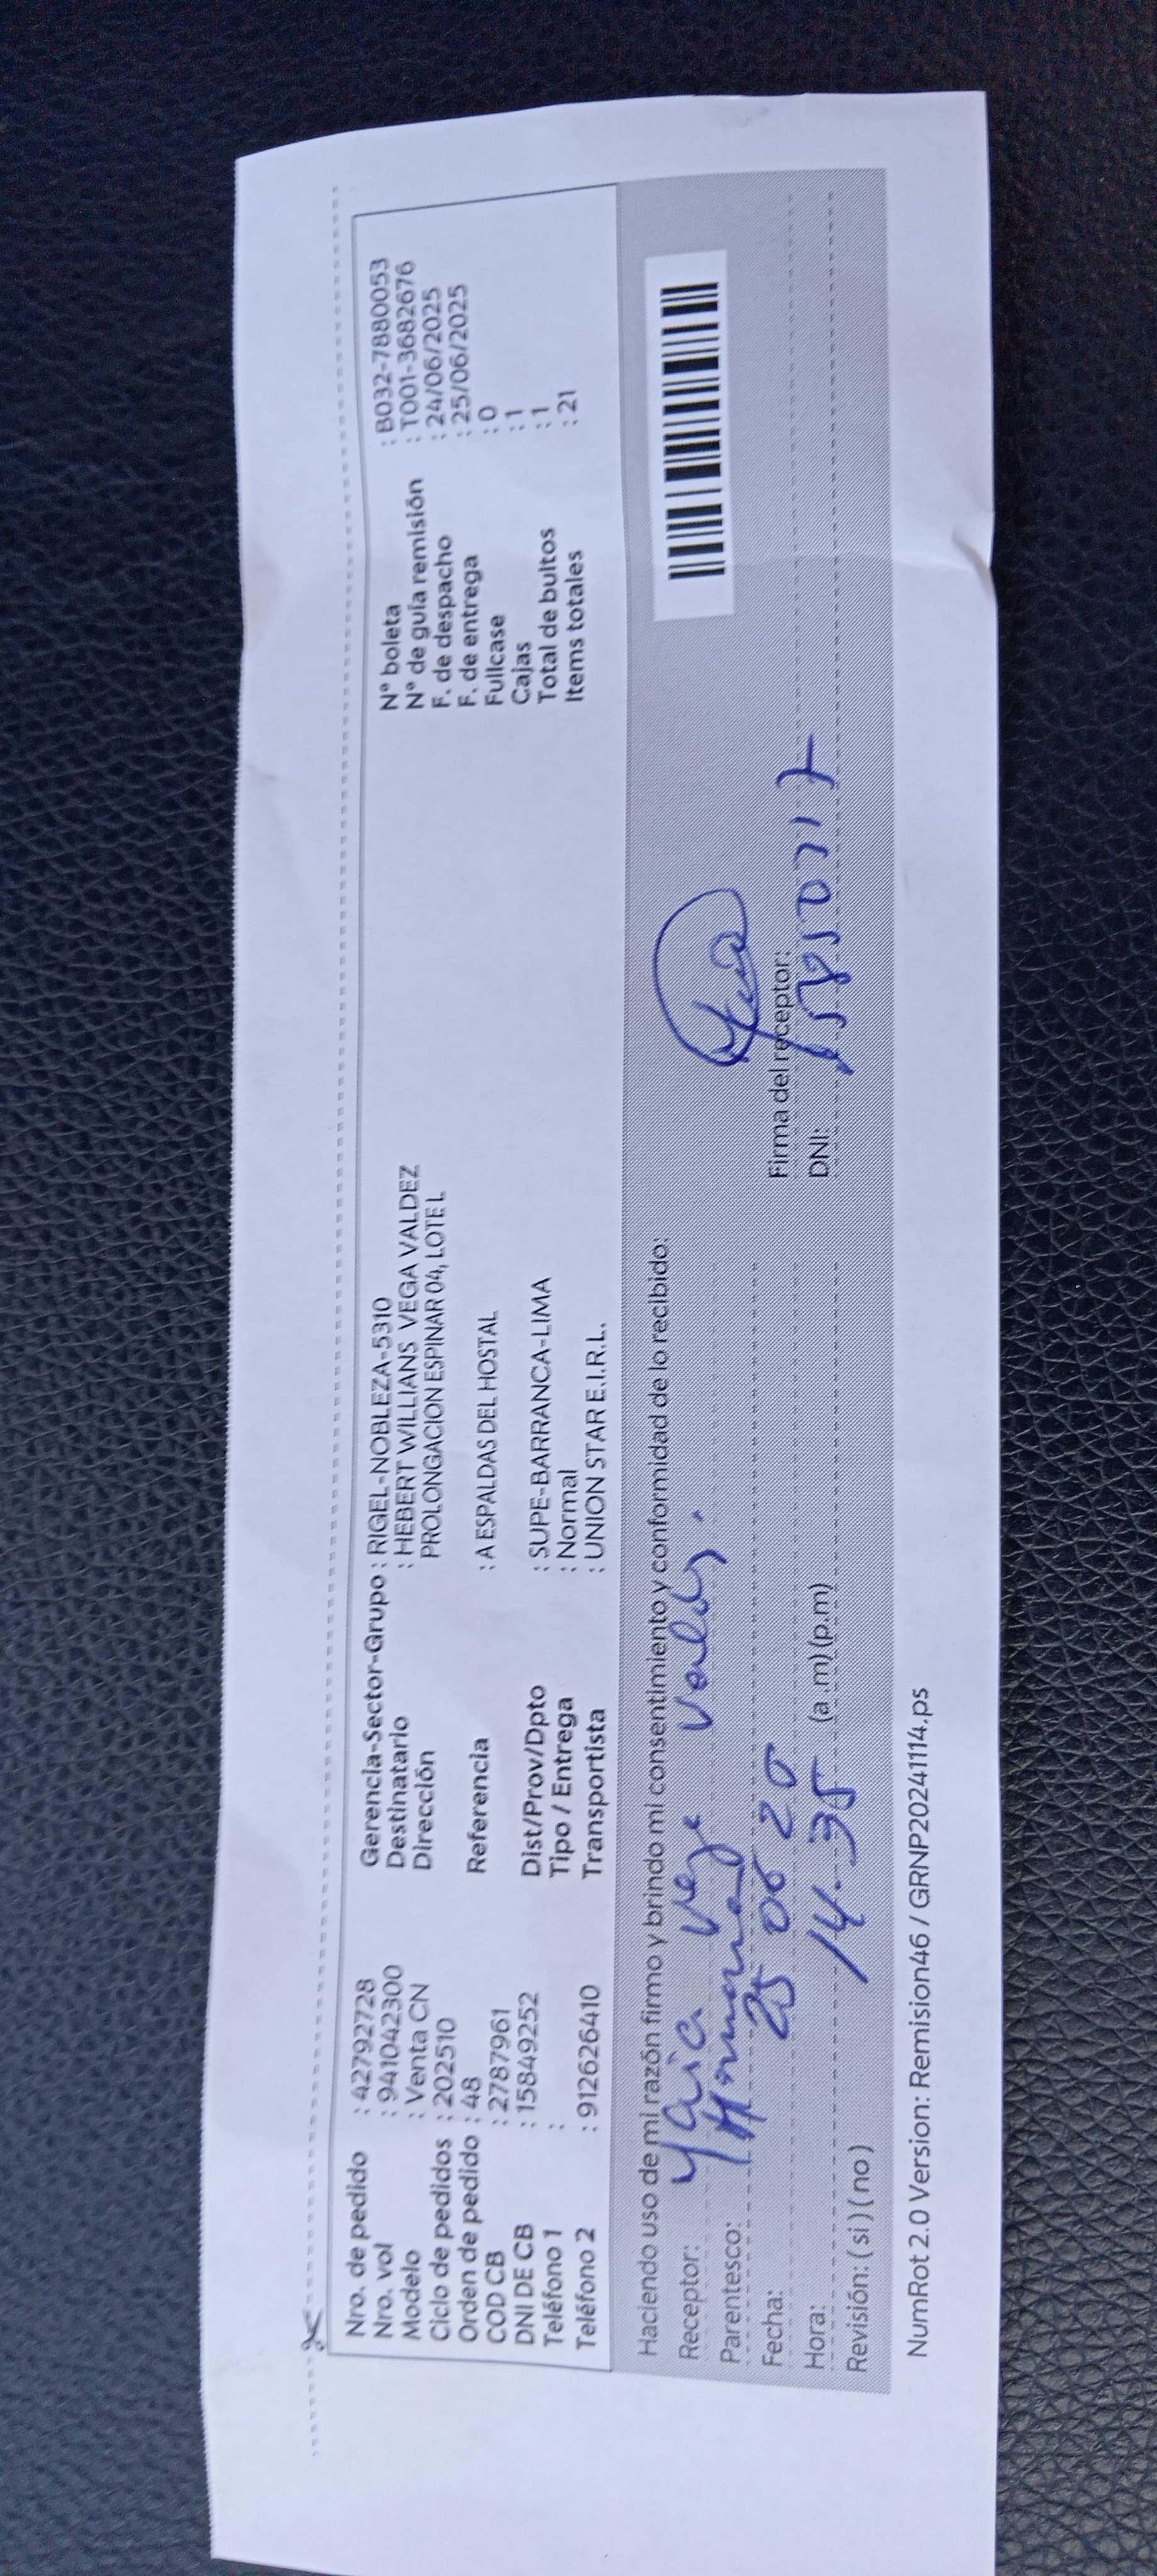 Nro. de pedido : 42792728
Nro. vol : 941042300
Modelo : Venta CN
Ciclo de pedidos : 202510
Orden de pedido : 48
COD CB : 2787961
DNI DE CB : 15849252
Teléfono 1 :
Teléfono 2 : 912626410
Gerencia-Sector-Grupo : RIGEL-NOBLEZA-5310
Destinatario : HEBERT WILLIANS VEGA VALDEZ
Dirección PROLONGACION ESPINAR 04, LOTE L
Referencia : A ESPALDAS DEL HOSTAL
Dist/Prov/Dpto : SUPE-BARRANCA-LIMA
Tipo / Entrega : Normal
Transportista : UNION STAR E.I.R.L.
N° boleta : B032-7880053
N° de guía remisión : T001-3682676
F. de despacho : 24/06/2025
F. de entrega : 25/06/2025
Fullcase : 0
Cajas : 1
Total de bultos : 1
Items totales : 21
Haciendo uso de mi razón firmo y brindo mi consentimiento y conformidad de lo recibido:
Receptor: Vega
Parentesco:
Fecha: 25 06 20
Hora: 14.35 (a.m) (p.m)
Revisión: ( si ) ( no )
Firma del receptor:
DNI:
NumRot 2.0 Version: Remision46 / GRNP20241114.ps